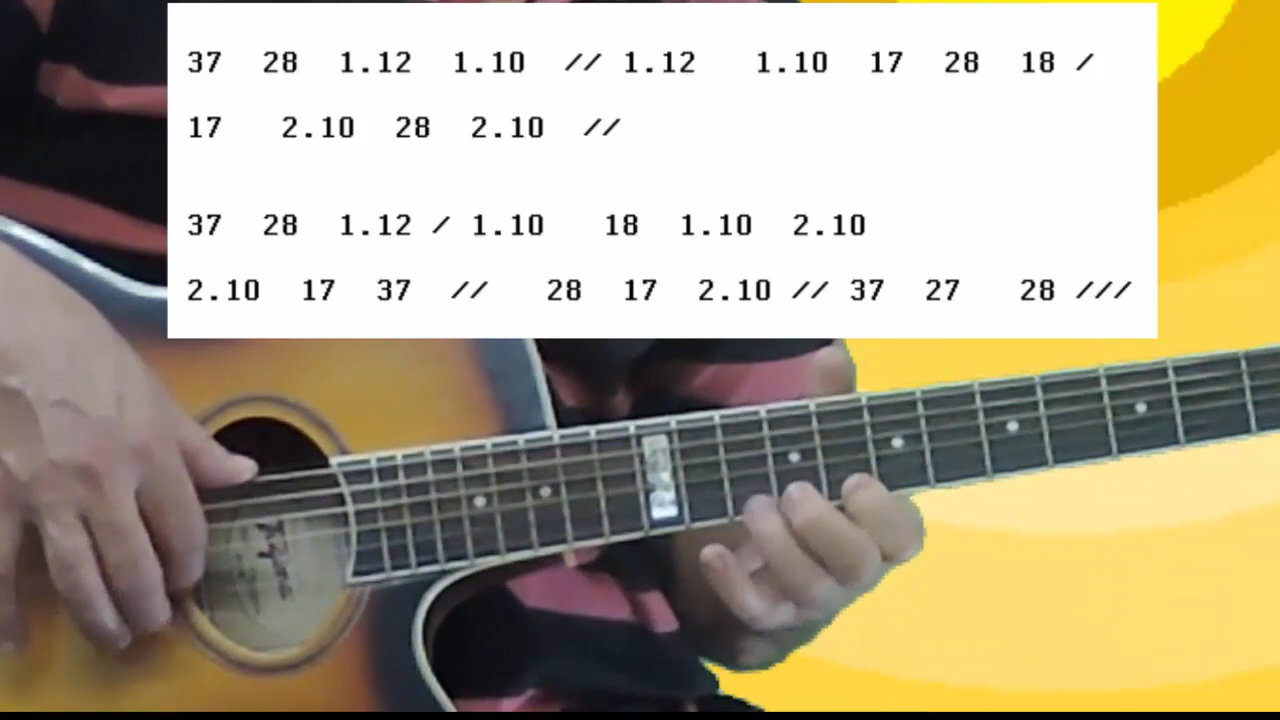 37 28 1.12 1.10 // 1.12 1.10 17 28 18 /
17 2.10 28 2.10 //
37 28 1.12 / 1.10 18 1.10 2.10
2.10 17 37 // 28 17 2.10 // 37 27 28 ///